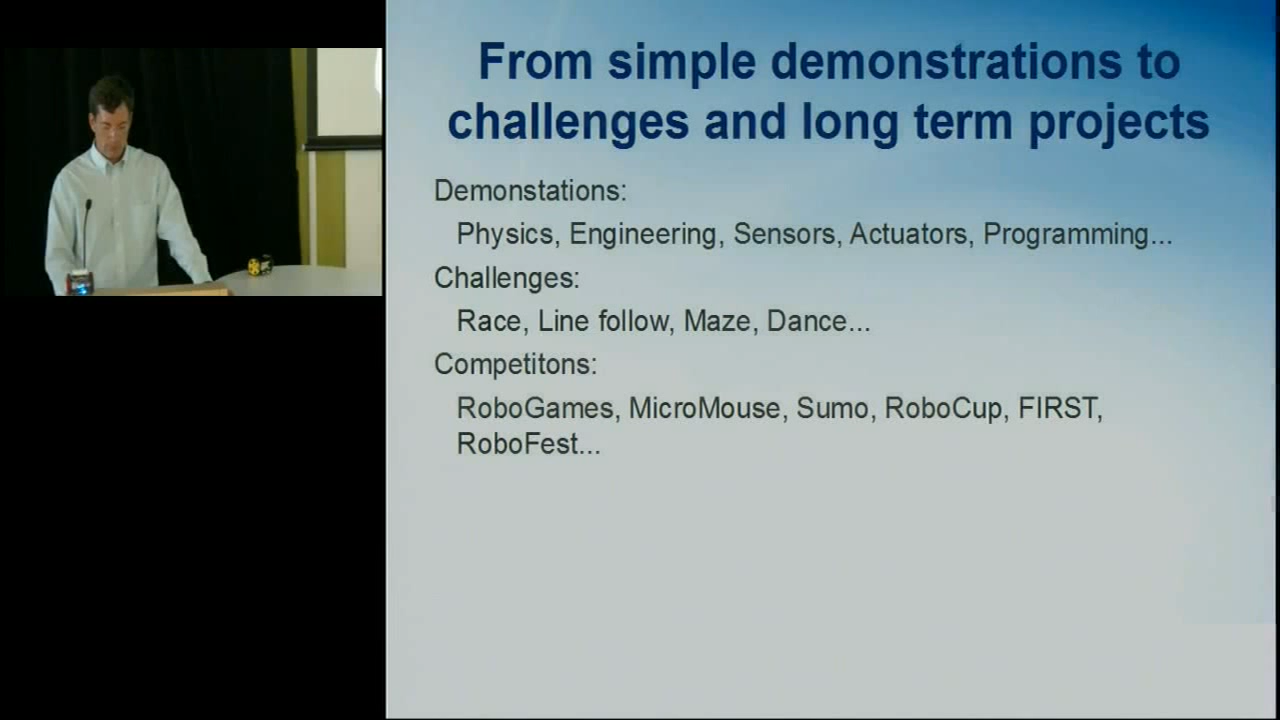 From simple demonstrations to
challenges and long term projects
Demonstations:
Physics, Engineering, Sensors, Actuators, Programming...
Challenges:
Race, Line follow, Maze, Dance...
Competitons:
RoboGames, MicroMouse, Sumo, RoboCup, FIRST,
RoboFest...